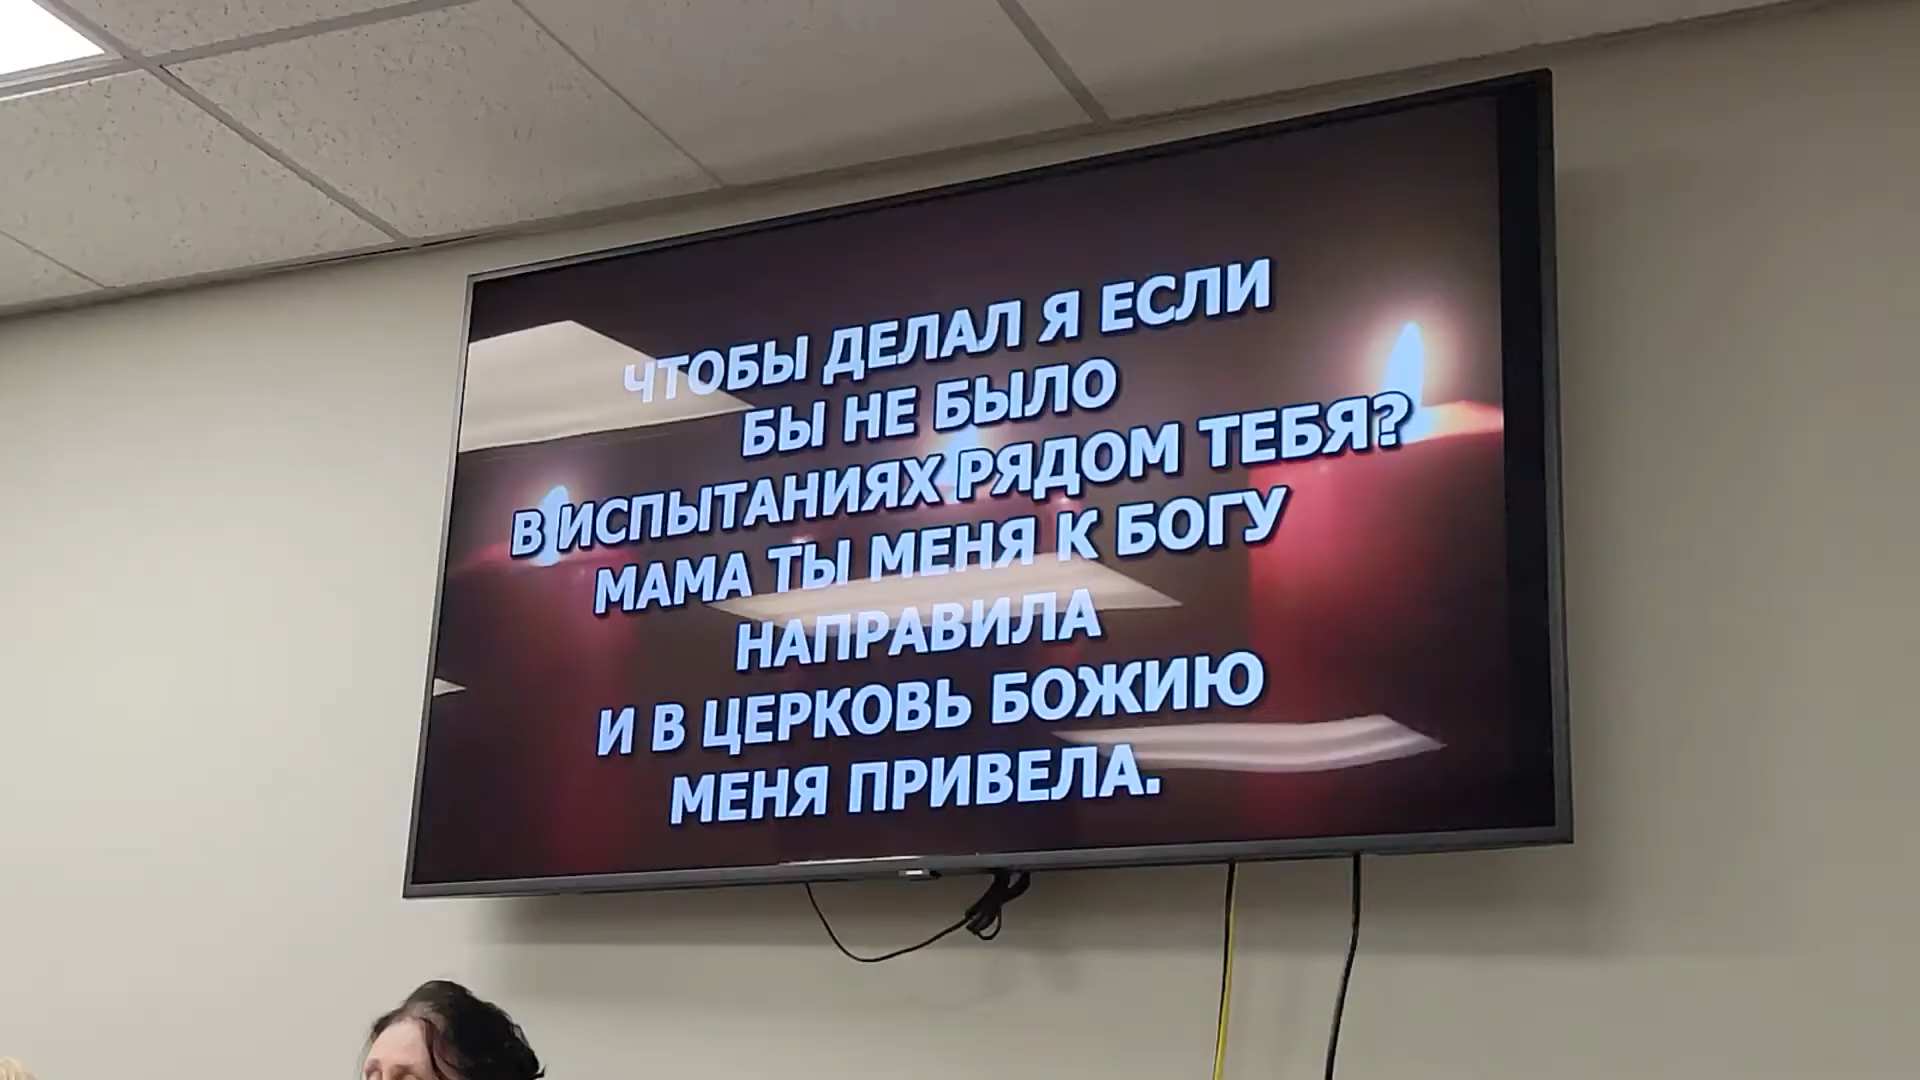 ЧТОБЫ ДЕЛАЛ Я ЕСЛИ
БЫ НЕ БЫЛО
В ИСПЫТАНИЯХ РЯДОМ ТЕБЯ?
МАМА ТЫ МЕНЯ К БОГУ
НАПРАВИЛА
И В ЦЕРКОВЬ БОЖИЮ
МЕНЯ ПРИВЕЛА.